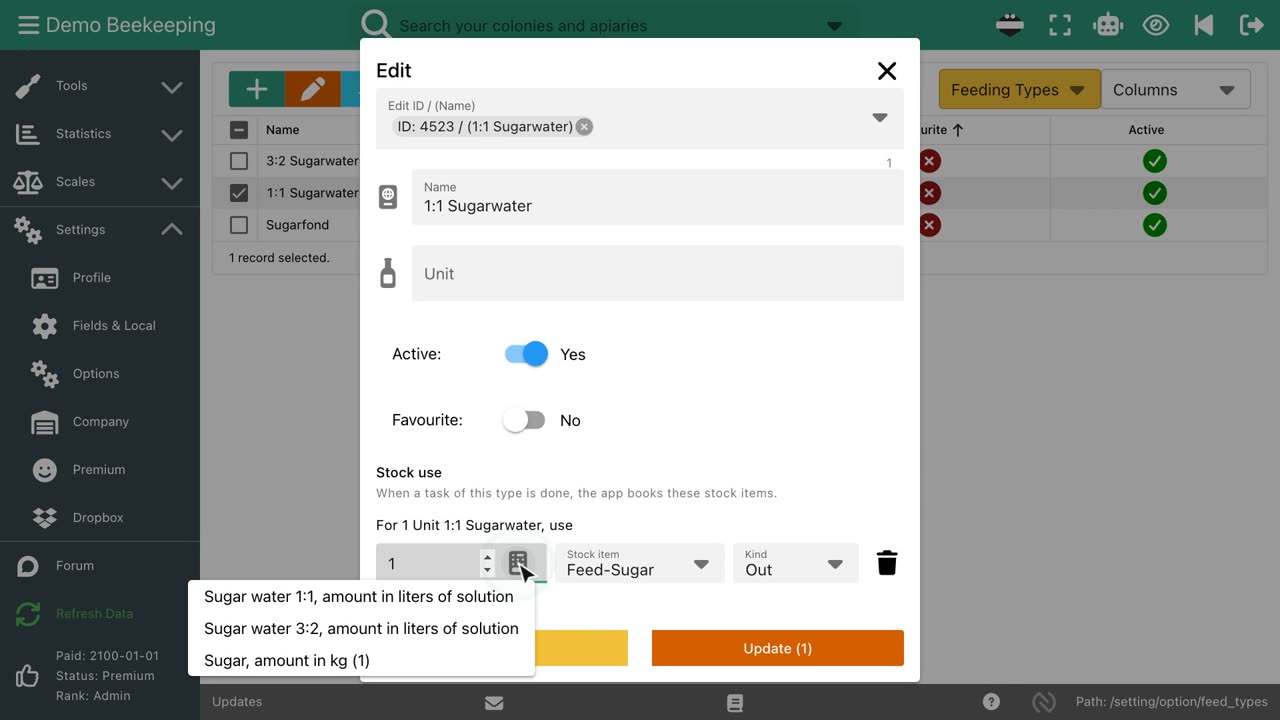 Demo Beekeeping
Search your colonies and apiaries
Tools
Statistics
Scales
Settings
Profile
Fields & Local
Options
Company
Premium
Dropbox
Forum
Refresh Data
Paid: 2100-01-01
Status: Premium
Rank: Admin
Feeding Types
Columns
Name
urite
Active
3:2 Sugarwater
1:1 Sugarwater
Sugarfond
1 record selected.
Edit
Edit ID / (Name)
ID: 4523 / (1:1 Sugarwater)
1
Name
1:1 Sugarwater
Unit
Active:
Yes
Favourite:
No
Stock use
When a task of this type is done, the app books these stock items.
For 1 Unit 1:1 Sugarwater, use
1
Stock item
Feed-Sugar
Kind
Out
Sugar water 1:1, amount in liters of solution
Sugar water 3:2, amount in liters of solution
Sugar, amount in kg (1)
Update (1)
Updates
Path: /setting/option/feed_types